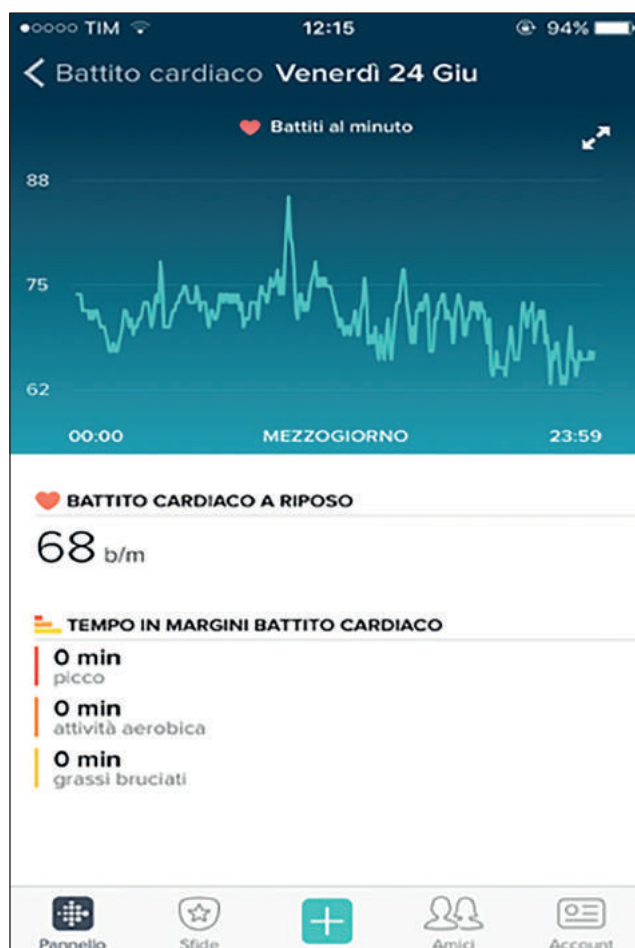 TIM 12:15 94%
Battito cardiaco Venerdì 24 Giu
Battiti al minuto
88
75
62
00:00 MEZZOGIORNO 23:59
BATTITO CARDIACO A RIPOSO
68 b/m
TEMPO IN MARGINI BATTITO CARDIACO
0 min
picco
0 min
attività aerobica
0 min
grassi bruciati
Pannello Sfide Amici Account